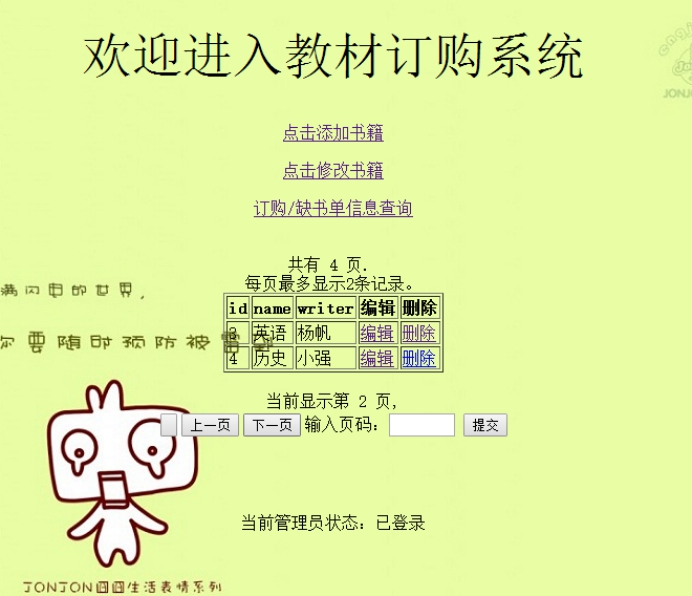 欢迎进入教材订购系统
点击添加书籍
点击修改书籍
订购/缺书单信息查询
共有 4 页.
每页最多显示2条记录。
id name writer 编辑 删除
3 英语 杨帆 编辑 删除
4 历史 小强 编辑 删除
满闪电的世界,
你要随时预防被雷
当前显示第 2 页,
上一页 下一页 输入页码: 提交
当前管理员状态: 已登录
JONJON囧囧生活表情系列